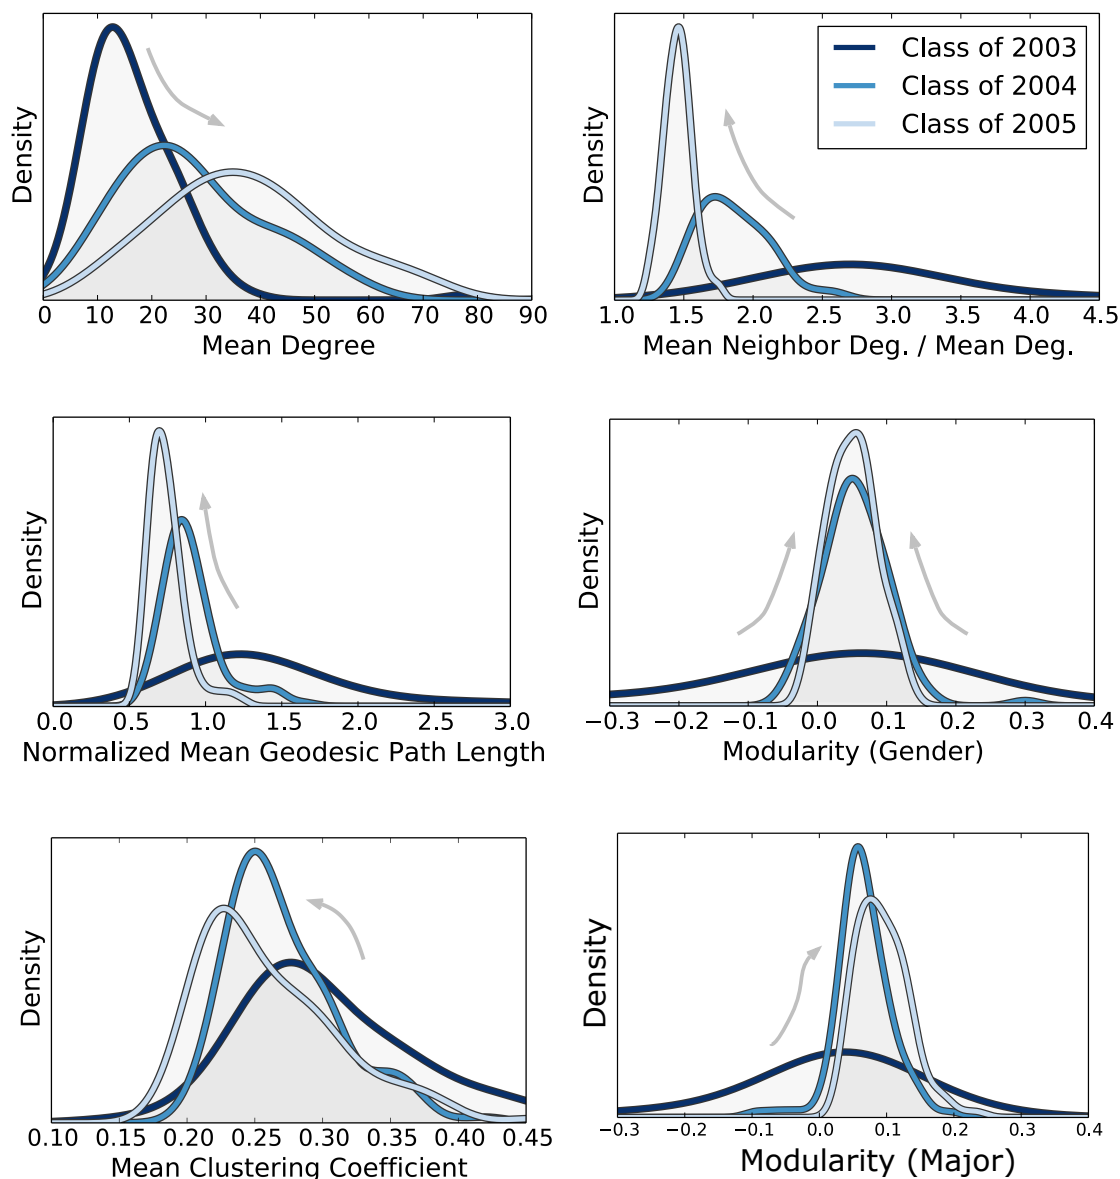 Density
0 10 20 30 40 50 60 70 80 90
Mean Degree
Class of 2003
Class of 2004
Class of 2005
Density
1.0 1.5 2.0 2.5 3.0 3.5 4.0 4.5
Mean Neighbor Deg. / Mean Deg.
Density
0.0 0.5 1.0 1.5 2.0 2.5 3.0
Normalized Mean Geodesic Path Length
Density
−0.3 −0.2 −0.1 0.0 0.1 0.2 0.3 0.4
Modularity (Gender)
Density
0.10 0.15 0.20 0.25 0.30 0.35 0.40 0.45
Mean Clustering Coefficient
Density
−0.3 −0.2 −0.1 0.0 0.1 0.2 0.3 0.4
Modularity (Major)